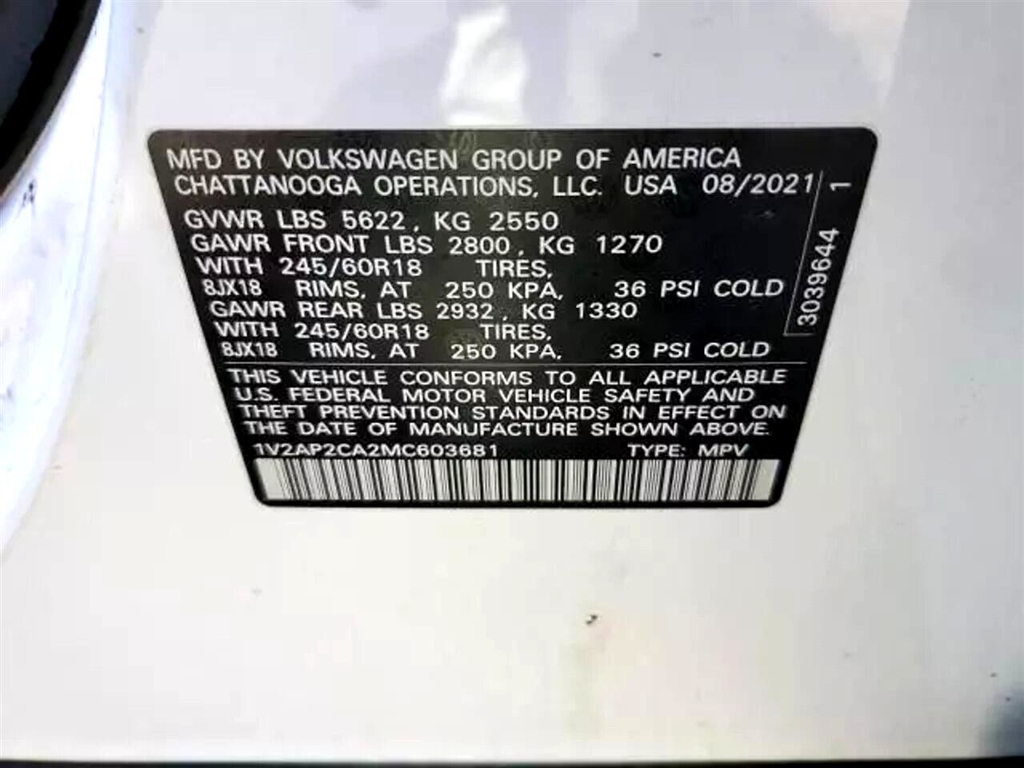 MFD BY VOLKSWAGEN GROUP OF AMERICA
CHATTANOOGA OPERATIONS, LLC. USA 08/2021
GVWR LBS 5622, KG 2550
GAWR FRONT LBS 2800, KG 1270
WITH 245/60R18 TIRES,
8JX18 RIMS, AT 250 KPA, 36 PSI COLD
GAWR REAR LBS 2932, KG 1330
WITH 245/60R18 TIRES,
8JX18 RIMS, AT 250 KPA, 36 PSI COLD
THIS VEHICLE CONFORMS TO ALL APPLICABLE
U.S. FEDERAL MOTOR VEHICLE SAFETY AND
THEFT PREVENTION STANDARDS IN EFFECT ON
THE DATE OF MANUFACTURE SHOWN ABOVE.
1V2AP2CA2MC603681 TYPE: MPV
3039644
1